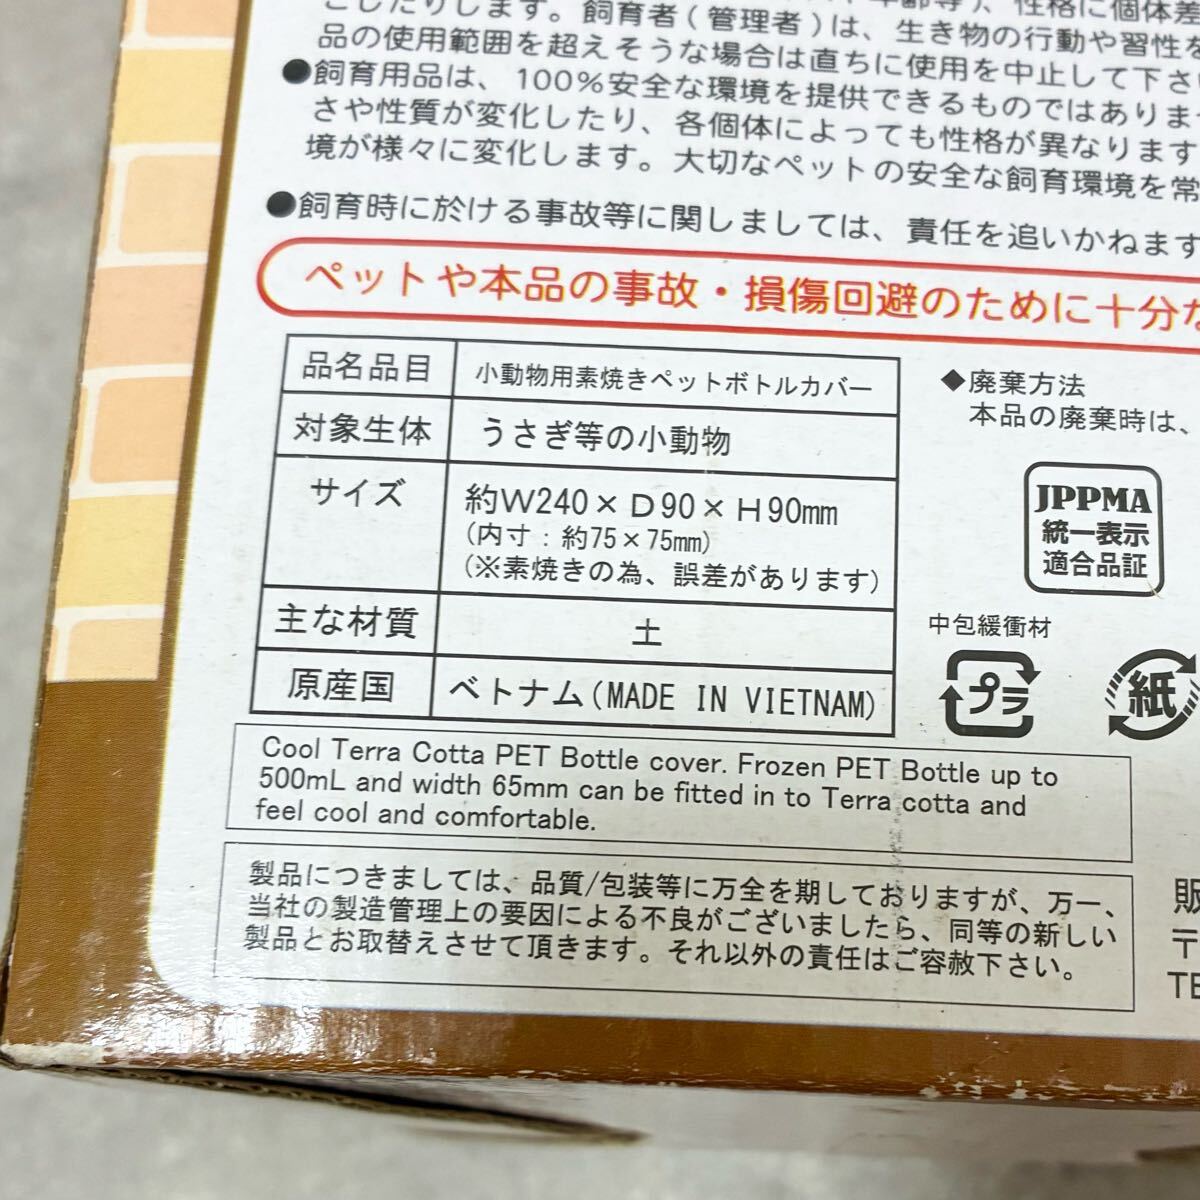 こしたりします。飼育者(管理者)は、生き物の行動や習性を
品の使用範囲を超えそうな場合は直ちに使用を中止して下さ
●飼育用品は、100%安全な環境を提供できるものではありま
さや性質が変化したり、各個体によっても性格が異なります
境が様々に変化します。大切なペットの安全な飼育環境を常
●飼育時に於ける事故等に関しましては、責任を追いかねます
ペットや本品の事故・損傷回避のために十分な
品名品目 小動物用素焼きペットボトルカバー
対象生体 うさぎ等の小動物
サイズ 約W240×D90×H90mm
(内寸:約75×75mm)
(※素焼きの為、誤差があります)
主な材質 土
原産国 ベトナム(MADE IN VIETNAM)
◆廃棄方法
本品の廃棄時は、
JPPMA
統一表示
適合品証
中包緩衝材
プラ
紙
Cool Terra Cotta PET Bottle cover. Frozen PET Bottle up to
500mL and width 65mm can be fitted in to Terra cotta and
feel cool and comfortable.
製品につきましては、品質/包装等に万全を期しておりますが、万一、
当社の製造管理上の要因による不良がございましたら、同等の新しい
製品とお取替えさせて頂きます。それ以外の責任はご容赦下さい。
販
〒
TE